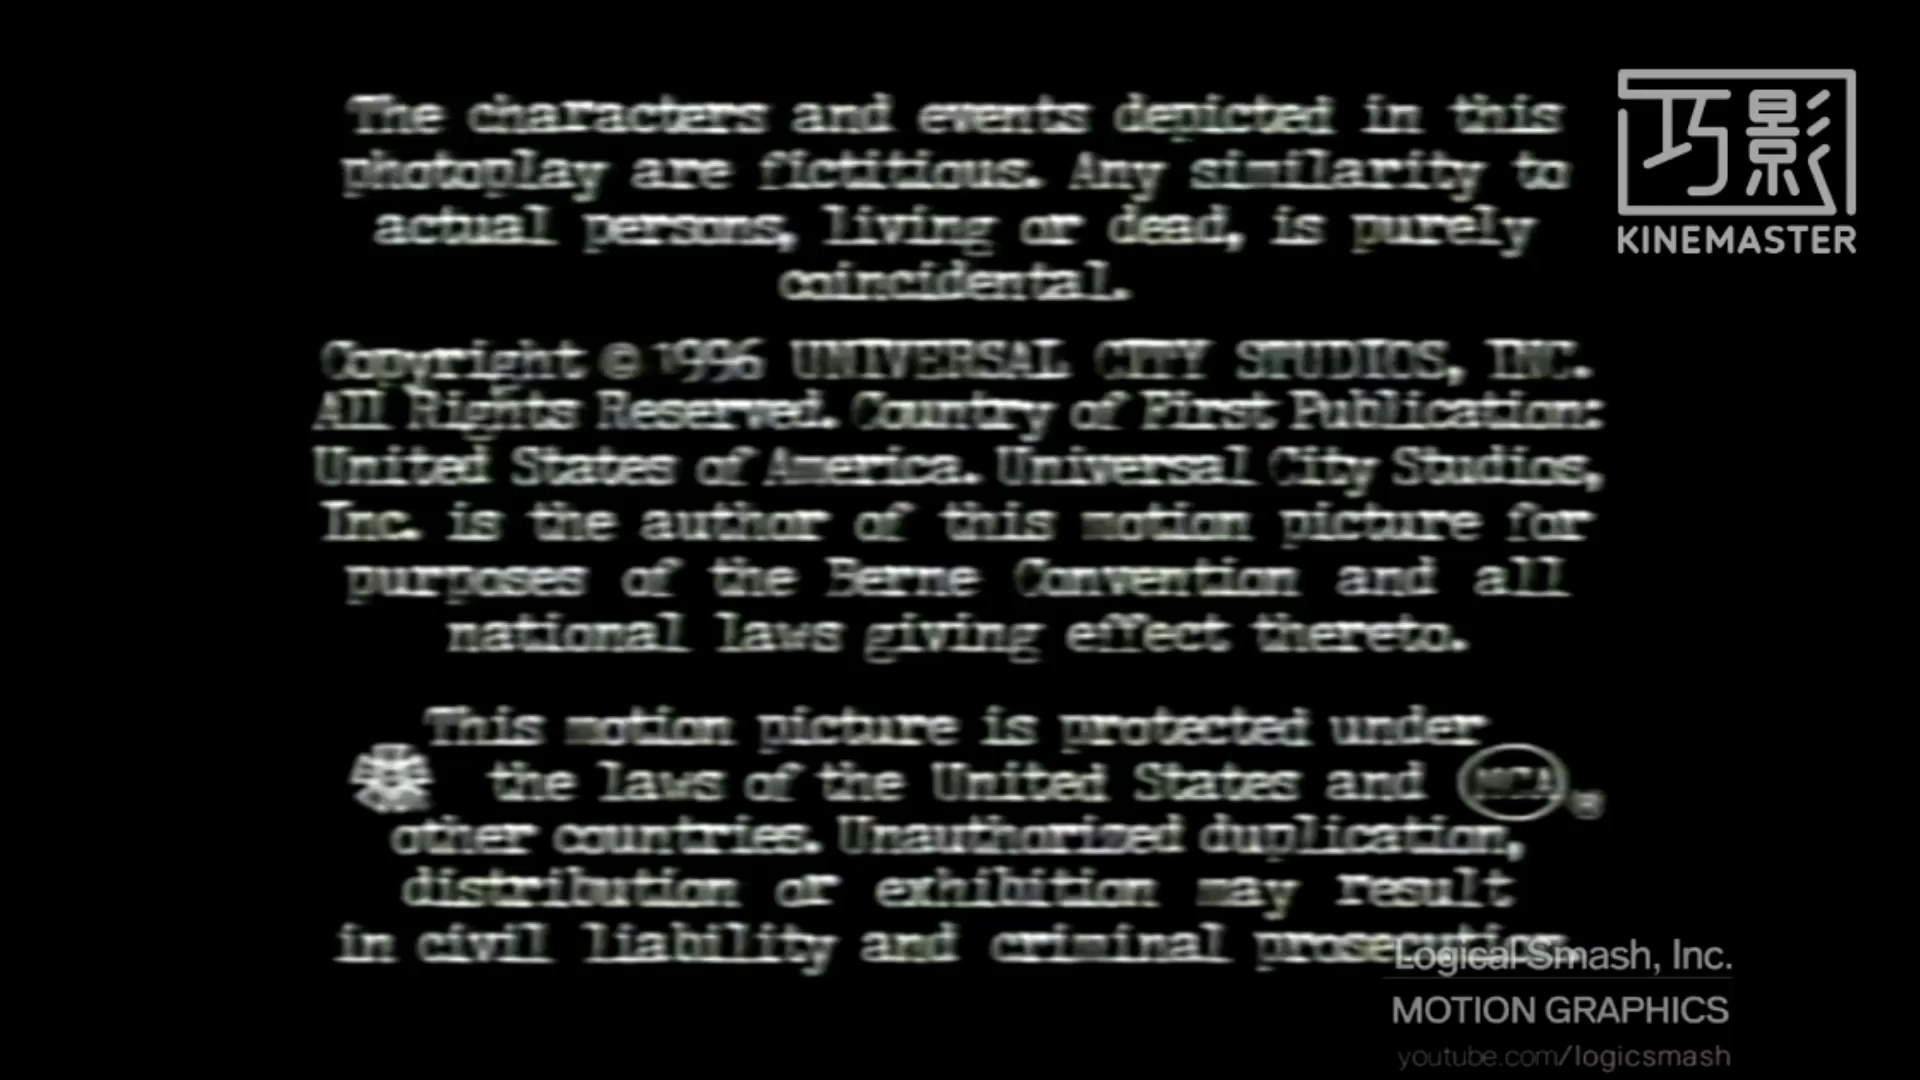 The characters and events depicted in this
photoplay are fictitious. Any similarity to
actual persons, living or dead, is purely
coincidental.
Copyright © 1996 UNIVERSAL CITY STUDIOS, INC.
All Rights Reserved. Country of First Publication:
United States of America. Universal City Studios,
Inc. is the author of this motion picture for
purposes of the Berne Convention and all
national laws giving effect thereto.
This motion picture is protected under
the laws of the United States and
MCA
other countries. Unauthorized duplication,
distribution or exhibition may result
in civil liability and criminal prosecution.
巧影
KINEMASTER
Logical Smash, Inc.
MOTION GRAPHICS
youtube.com/logicsmash